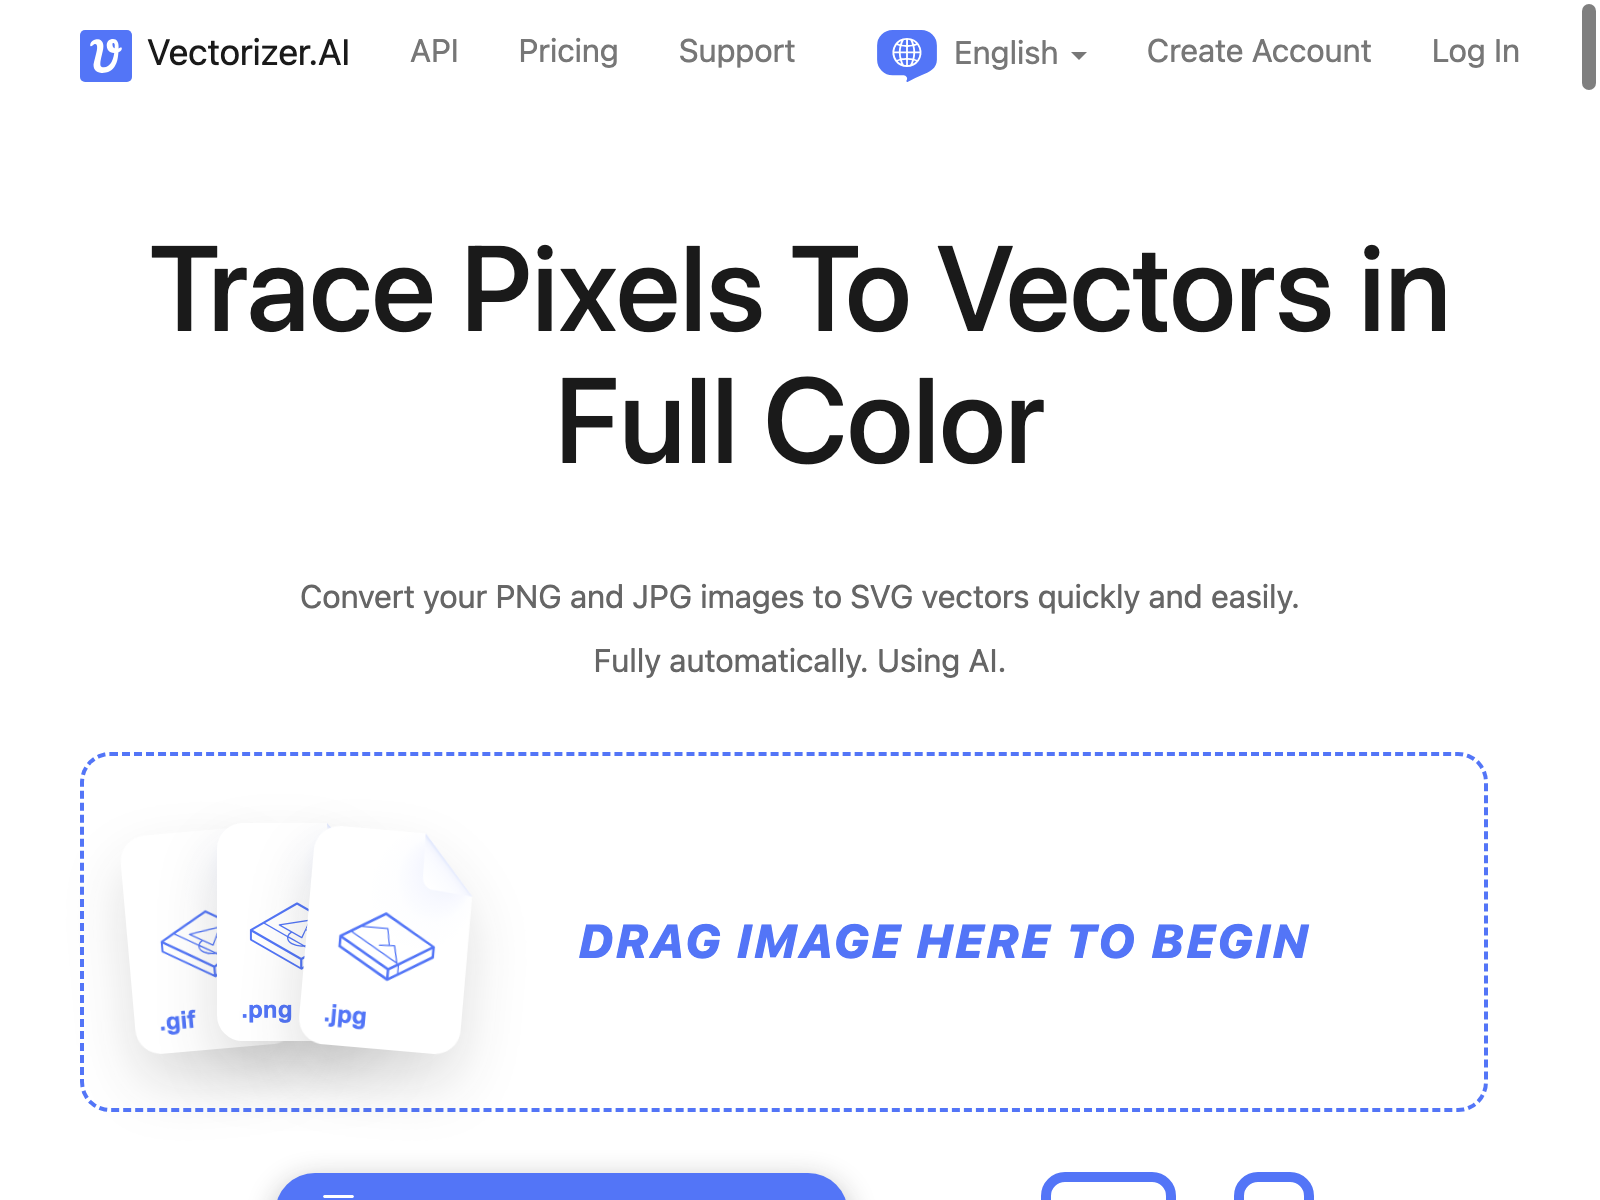 Vectorizer.AI API Pricing Support English Create Account Log In
Trace Pixels To Vectors in
Full Color
Convert your PNG and JPG images to SVG vectors quickly and easily.
Fully automatically. Using AI.
.gif .png .jpg
DRAG IMAGE HERE TO BEGIN